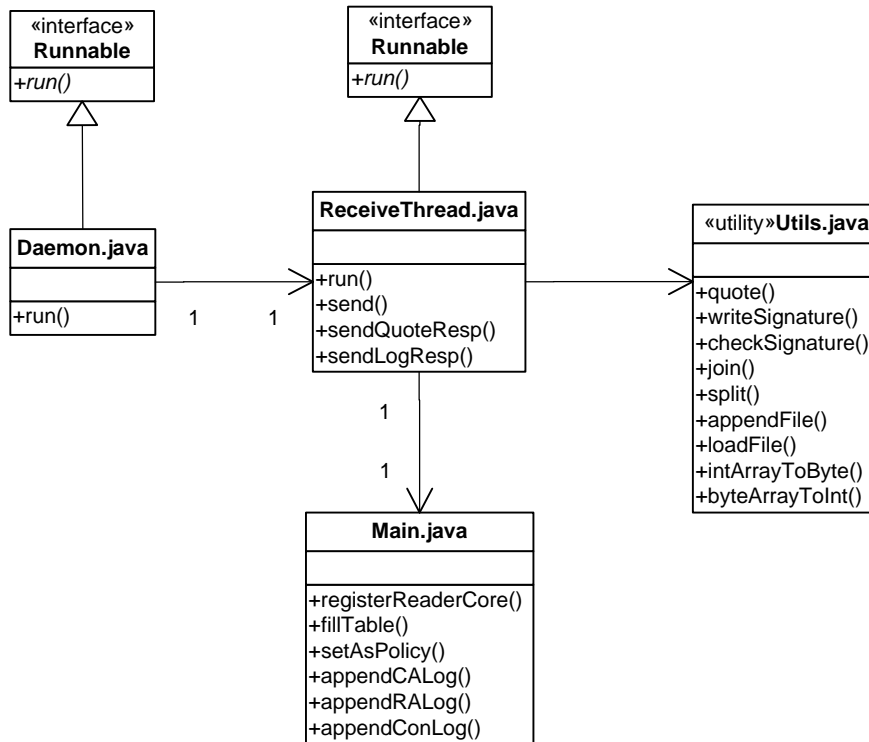 «interface»
Runnable
+run()
«interface»
Runnable
+run()
Daemon.java
+run()
1
1
ReceiveThread.java
+run()
+send()
+sendQuoteResp()
+sendLogResp()
«utility»Utils.java
+quote()
+writeSignature()
+checkSignature()
+join()
+split()
+appendFile()
+loadFile()
+intArrayToByte()
+byteArrayToInt()
1
1
Main.java
+registerReaderCore()
+fillTable()
+setAsPolicy()
+appendCALog()
+appendRALog()
+appendConLog()